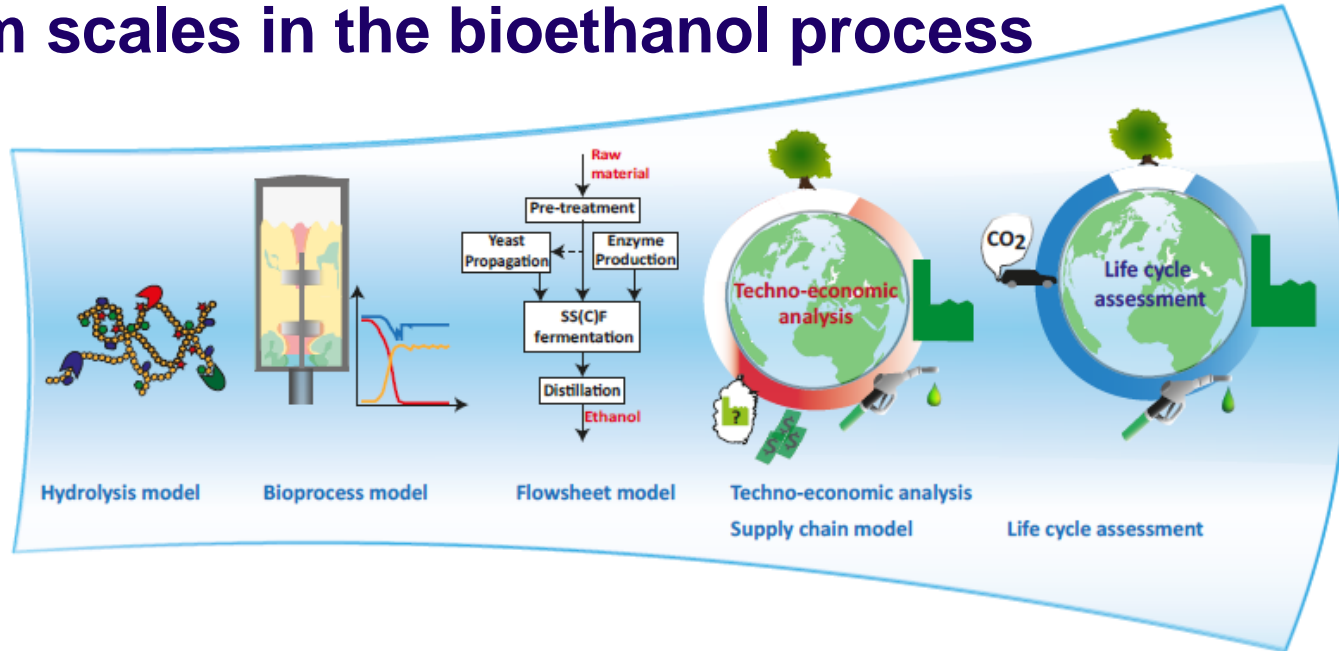 m scales in the bioethanol process
Raw
material
Pre-treatment
Yeast
Propagation
Enzyme
Production
SS(C)F
fermentation
Distillation
Ethanol
Techno-economic
analysis
?
$
$
$
CO2
Life cycle
assessment
Hydrolysis model
Bioprocess model
Flowsheet model
Techno-economic analysis
Supply chain model
Life cycle assessment